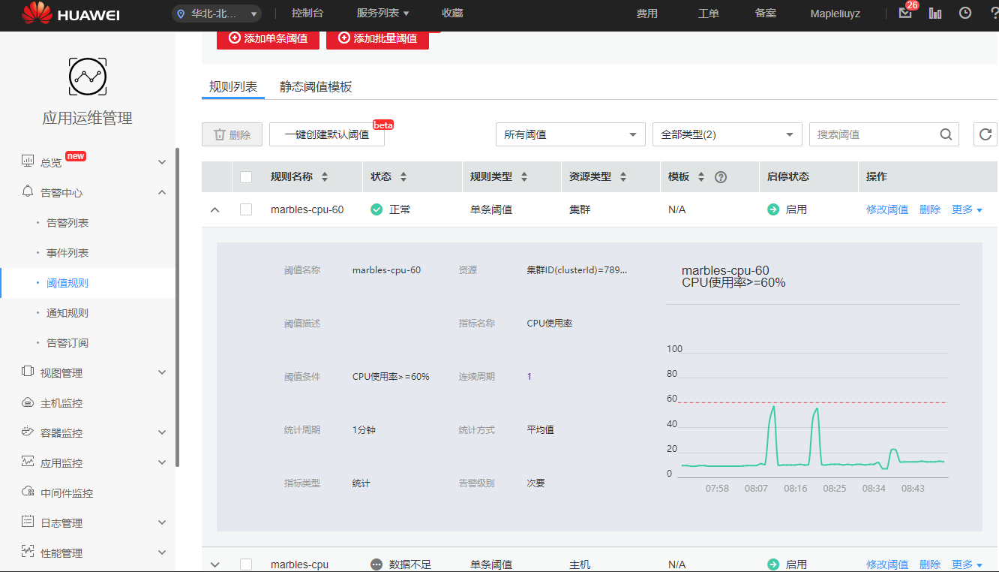 HUAWEI 华北-北... 控制台 服务列表 收藏 费用 工单 备案 Mapleliuyz 26 ?
添加单条阈值 添加批量阈值
应用运维管理
总览 new
告警中心
告警列表
事件列表
阈值规则
通知规则
告警订阅
视图管理
主机监控
容器监控
应用监控
中间件监控
日志管理
性能管理
规则列表 静态阈值模板
删除 一键创建默认阈值 beta 所有阈值 全部类型(2) 搜索阈值
规则名称 状态 规则类型 资源类型 模板 ? 启停状态 操作
marbles-cpu-60 正常 单条阈值 集群 N/A 启用 修改阈值 删除 更多
阈值名称 marbles-cpu-60 资源 集群ID(clusterId)=789...
阈值描述 指标名称 CPU使用率
阈值条件 CPU使用率>=60% 连续周期 1
统计周期 1分钟 统计方式 平均值
指标类型 统计 告警级别 次要
marbles-cpu-60
CPU使用率>=60%
100
80
60
40
20
0
07:58 08:07 08:16 08:25 08:34 08:43
marbles-cpu 数据不足 单条阈值 主机 N/A 启用 修改阈值 删除 更多